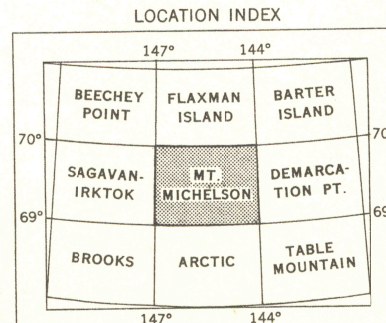 LOCATION INDEX
147° 144°
BEECHEY
POINT
FLAXMAN
ISLAND
BARTER
ISLAND
70° 70
SAGAVAN-
IRKTOK
MT.
MICHELSON
DEMARCA-
TION PT.
69° 69
BROOKS
ARCTIC
TABLE
MOUNTAIN
147° 144°